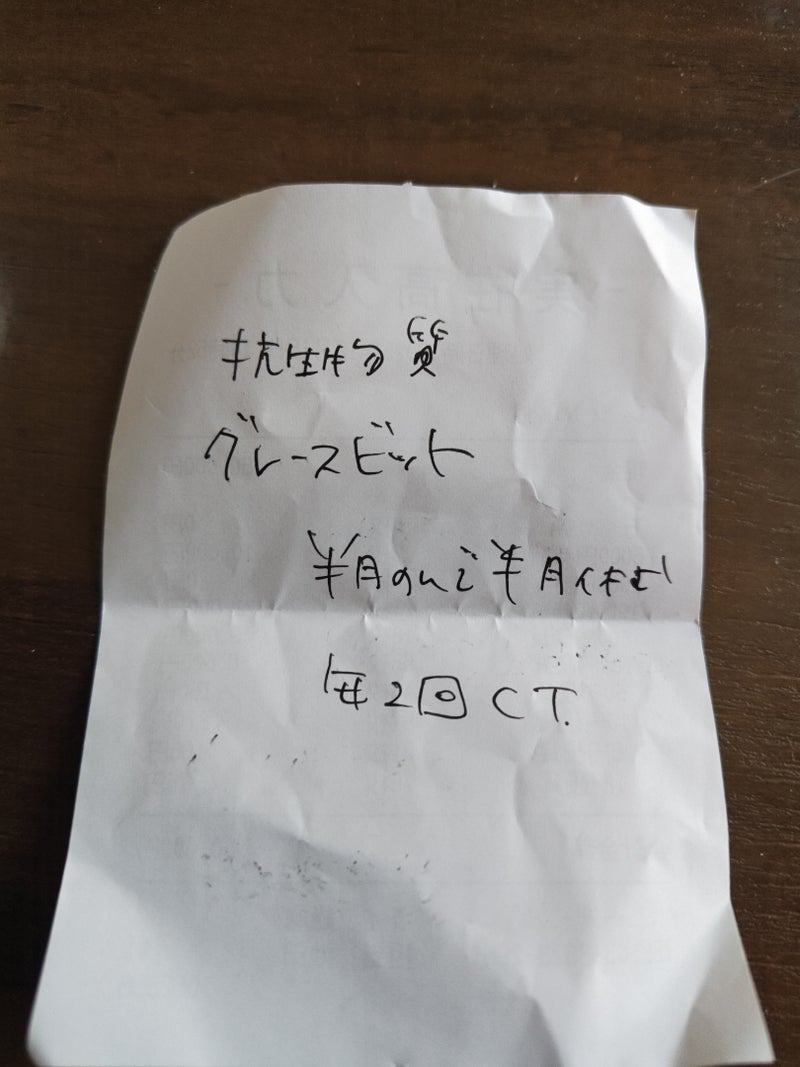 抗生物質
グレースビット
半月のんで半月休む
毎2回CT.